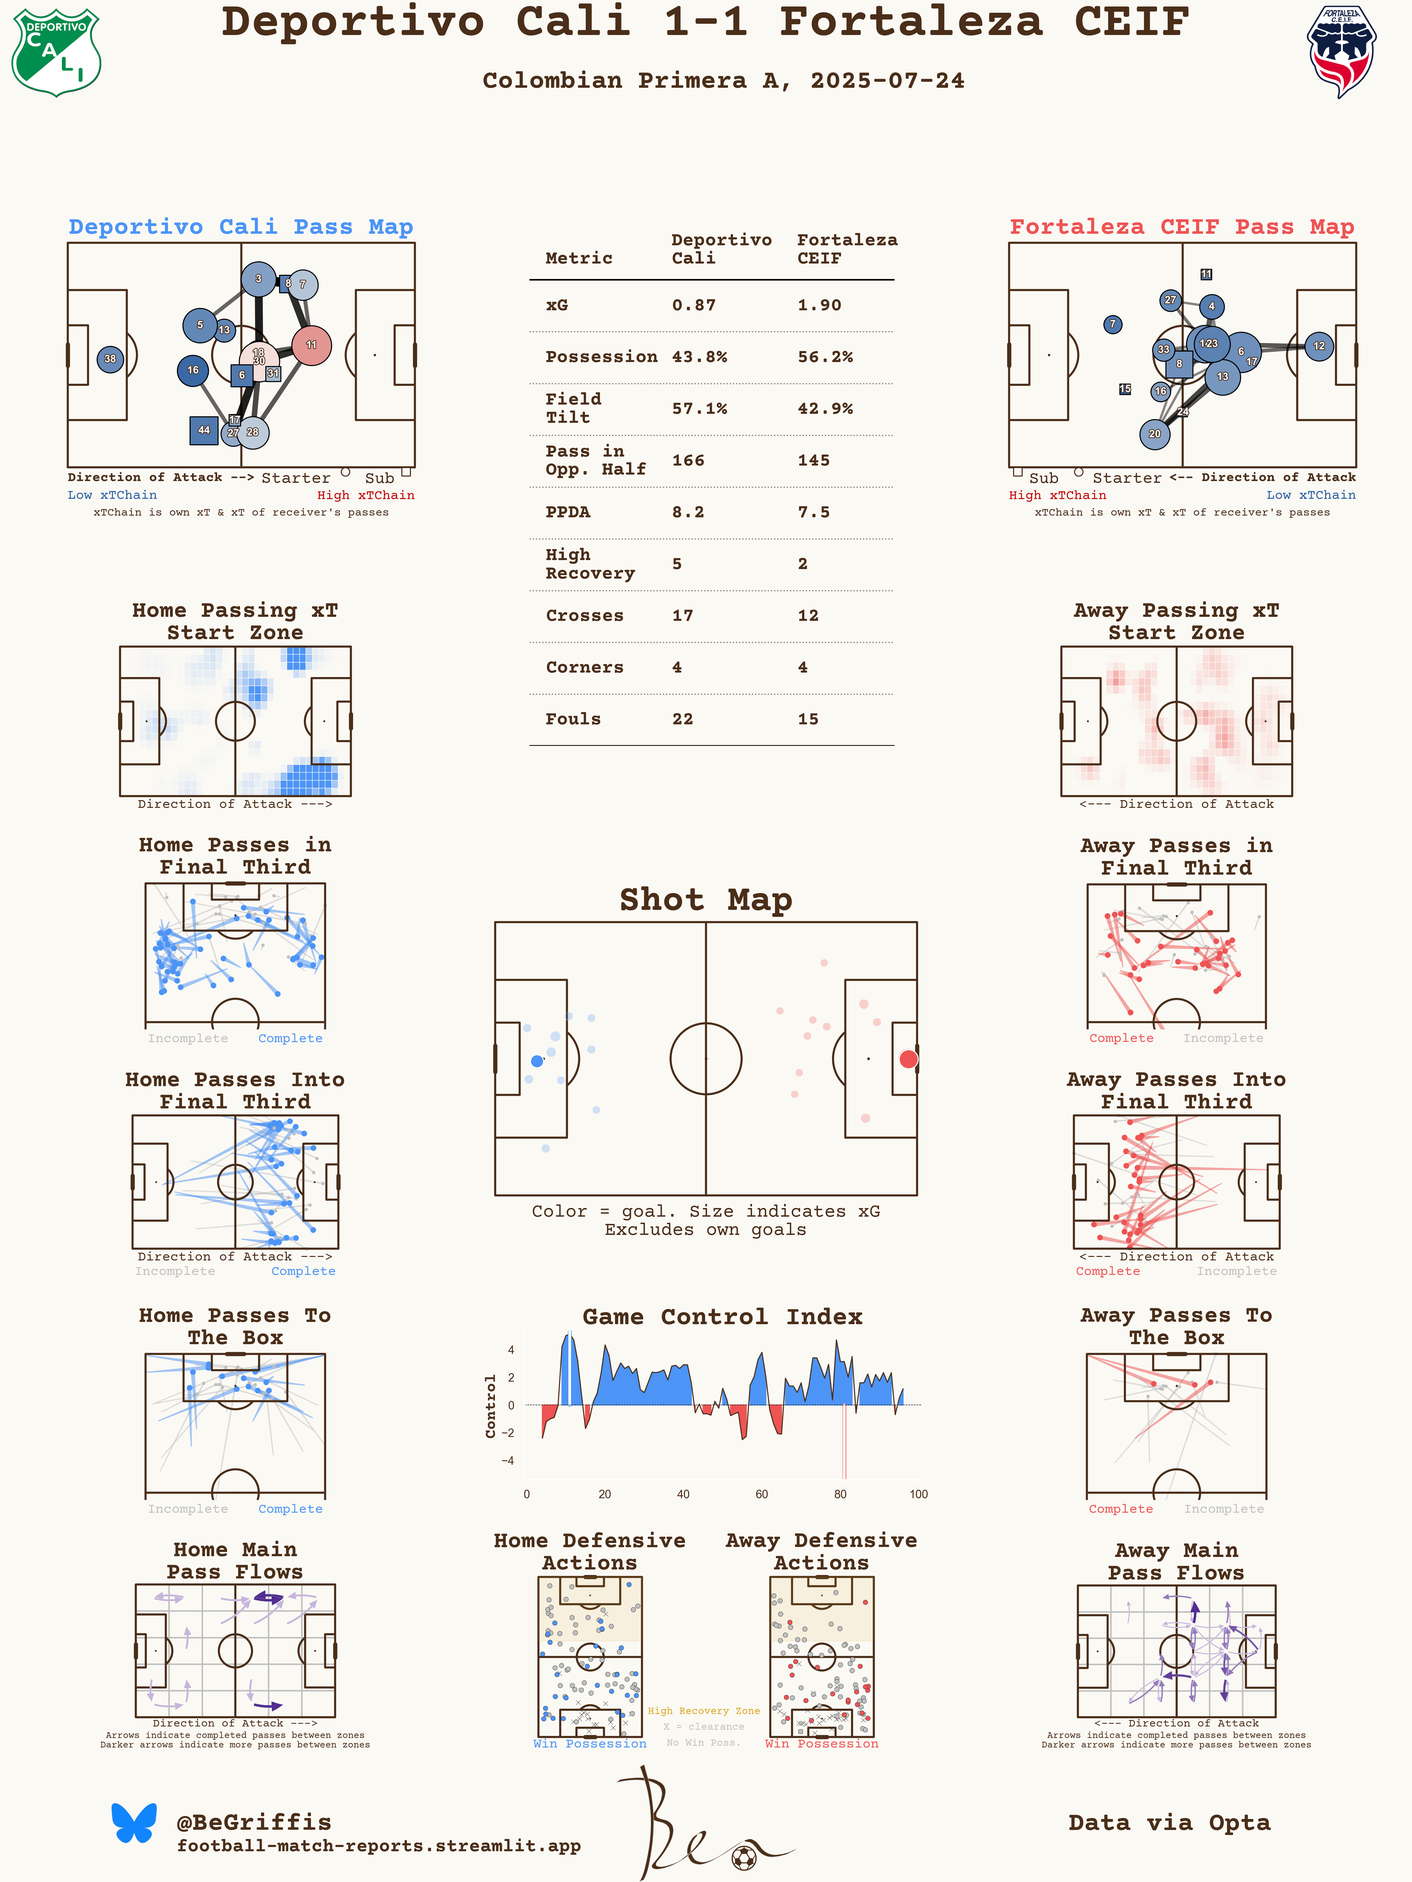 Deportivo Cali 1-1 Fortaleza CEIF
Colombian Primera A, 2025-07-24
DEPORTIVO
CALI
FORTALEZA
C.E.I.F.
Deportivo Cali Pass Map
3
8
7
5
13
11
18
30
38
16
6
31
17
44
27
28
Direction of Attack --> Starter Sub
Low xTChain High xTChain
xTChain is own xT & xT of receiver's passes
Metric Deportivo Cali Fortaleza CEIF
xG 0.87 1.90
Possession 43.8% 56.2%
Field Tilt 57.1% 42.9%
Pass in Opp. Half 166 145
PPDA 8.2 7.5
High Recovery 5 2
Crosses 17 12
Corners 4 4
Fouls 22 15
Fortaleza CEIF Pass Map
11
27
4
7
33
23
6
12
8
17
13
15
16
24
20
Sub Starter <-- Direction of Attack
High xTChain Low xTChain
xTChain is own xT & xT of receiver's passes
Home Passing xT
Start Zone
Direction of Attack --->
Away Passing xT
Start Zone
<--- Direction of Attack
Home Passes in
Final Third
Incomplete Complete
Shot Map
Color = goal. Size indicates xG
Excludes own goals
Away Passes in
Final Third
Complete Incomplete
Home Passes Into
Final Third
Direction of Attack --->
Incomplete Complete
Away Passes Into
Final Third
<--- Direction of Attack
Complete Incomplete
Home Passes To
The Box
Incomplete Complete
Game Control Index
Control
4
2
0
−2
−4
0 20 40 60 80 100
Away Passes To
The Box
Complete Incomplete
Home Main
Pass Flows
Direction of Attack --->
Arrows indicate completed passes between zones
Darker arrows indicate more passes between zones
Home Defensive
Actions
Win Possession
High Recovery Zone
X = clearance
No Win Poss.
Away Defensive
Actions
Win Possession
Away Main
Pass Flows
<--- Direction of Attack
Arrows indicate completed passes between zones
Darker arrows indicate more passes between zones
@BeGriffis
football-match-reports.streamlit.app
Ben
Data via Opta